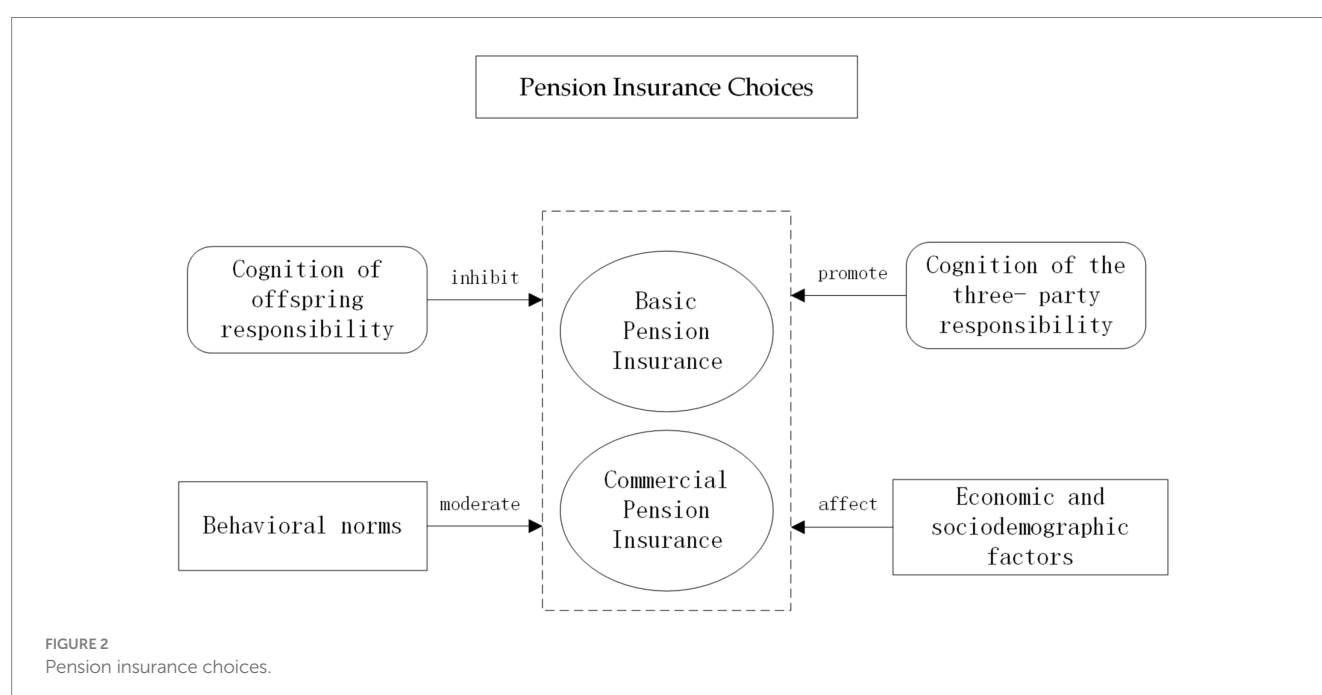 Pension Insurance Choices
Cognition of
offspring
responsibility
inhibit
Basic
Pension
Insurance
promote
Cognition of the
three- party
responsibility
Behavioral norms
moderate
Commercial
Pension
Insurance
affect
Economic and
sociodemographic
factors
FIGURE 2
Pension insurance choices.